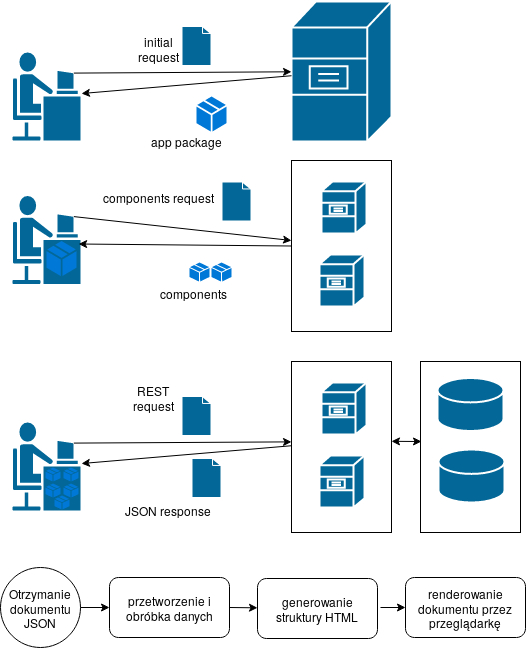 initial
request
app package
components request
components
REST
request
JSON response
Otrzymanie
dokumentu
JSON
przetworzenie i
obróbka danych
generowanie
struktury HTML
renderowanie
dokumentu przez
przeglądarkę